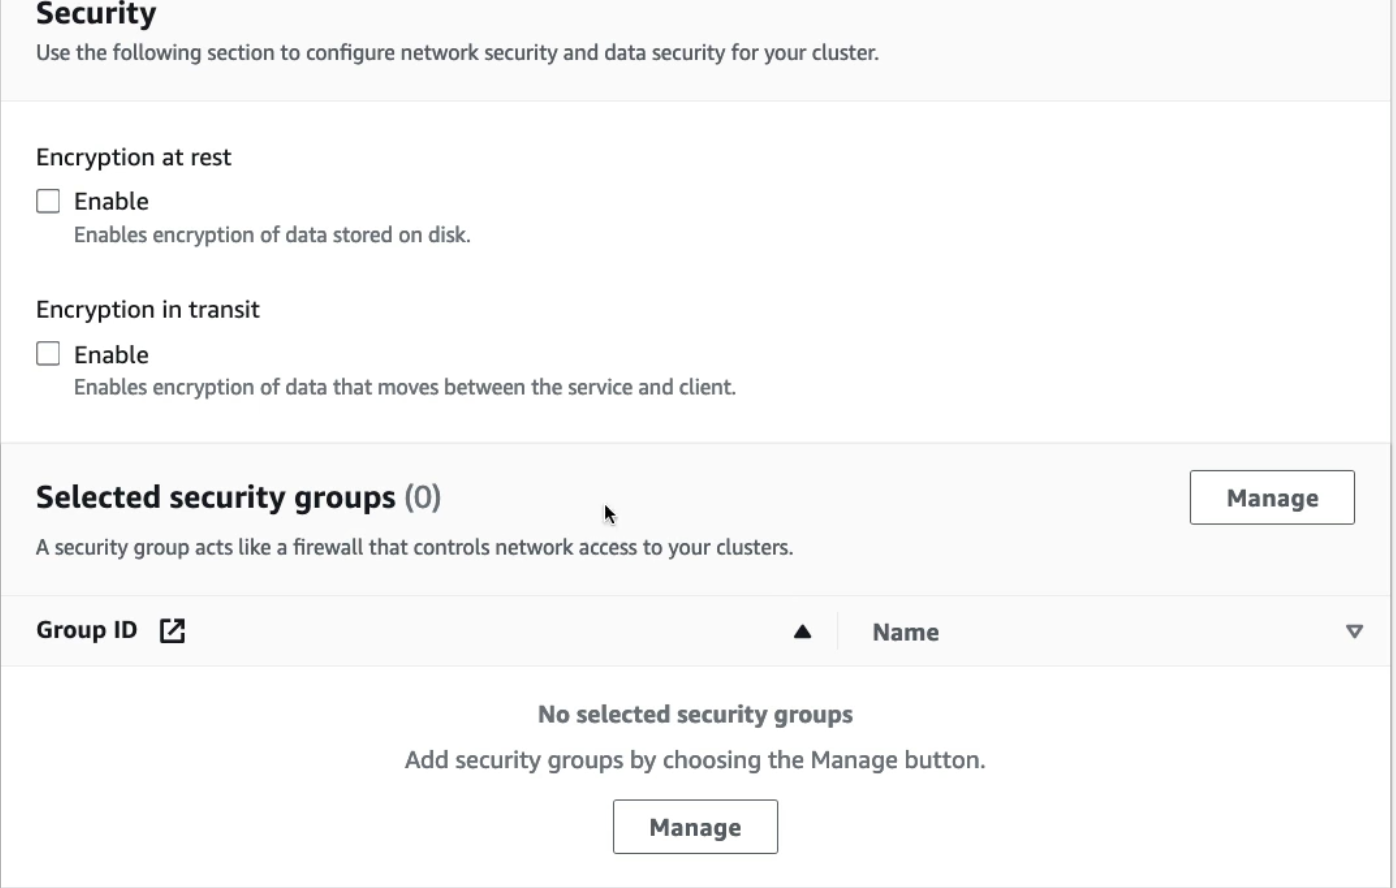 Security
Use the following section to configure network security and data security for your cluster.
Encryption at rest
Enable
Enables encryption of data stored on disk.
Encryption in transit
Enable
Enables encryption of data that moves between the service and client.
Selected security groups (0)
Manage
A security group acts like a firewall that controls network access to your clusters.
Group ID
Name
No selected security groups
Add security groups by choosing the Manage button.
Manage